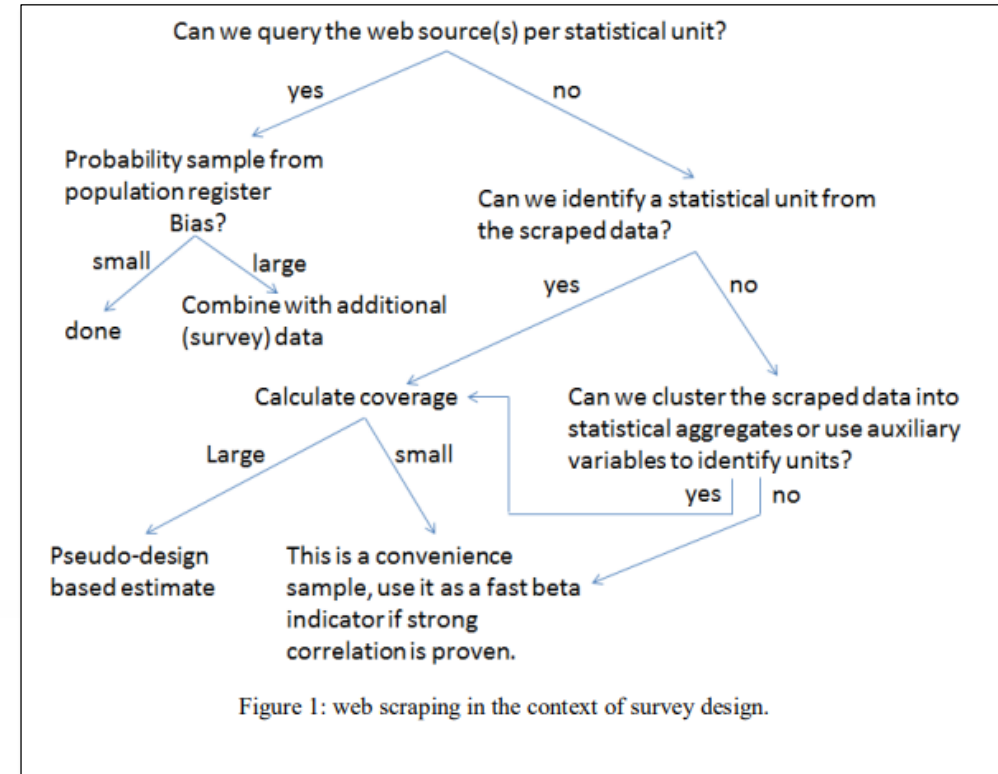 Can we query the web source(s) per statistical unit?
yes
no
Probability sample from
population register
Bias?
small
large
done
Combine with additional
(survey) data
Can we identify a statistical unit from
the scraped data?
yes
no
Calculate coverage
Can we cluster the scraped data into
statistical aggregates or use auxiliary
variables to identify units?
Large
small
yes
no
Pseudo-design
based estimate
This is a convenience
sample, use it as a fast beta
indicator if strong
correlation is proven.
Figure 1: web scraping in the context of survey design.